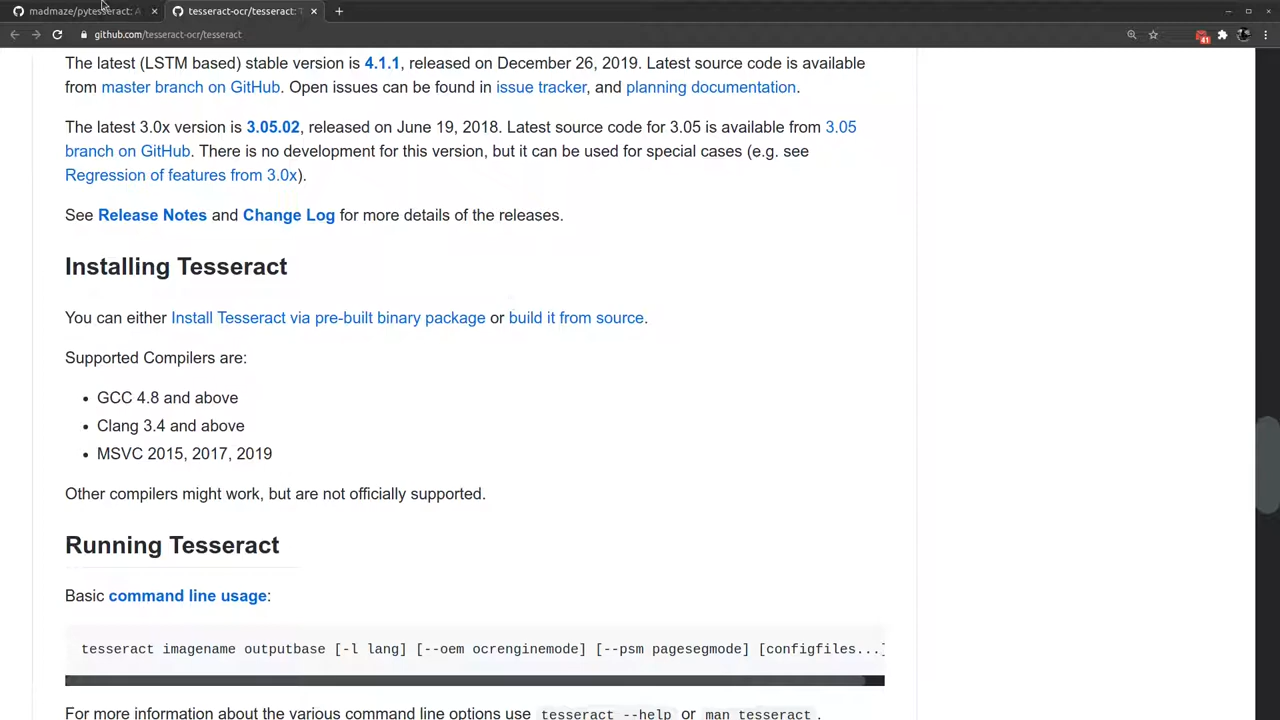 madmaze/pytesseract: A
tesseract-ocr/tesseract: T
github.com/tesseract-ocr/tesseract
41
The latest (LSTM based) stable version is 4.1.1, released on December 26, 2019. Latest source code is available
from master branch on GitHub. Open issues can be found in issue tracker, and planning documentation.
The latest 3.0x version is 3.05.02, released on June 19, 2018. Latest source code for 3.05 is available from 3.05
branch on GitHub. There is no development for this version, but it can be used for special cases (e.g. see
Regression of features from 3.0x).
See Release Notes and Change Log for more details of the releases.
Installing Tesseract
You can either Install Tesseract via pre-built binary package or build it from source.
Supported Compilers are:
• GCC 4.8 and above
• Clang 3.4 and above
• MSVC 2015, 2017, 2019
Other compilers might work, but are not officially supported.
Running Tesseract
Basic command line usage:
tesseract imagename outputbase [-l lang] [--oem ocrenginemode] [--psm pagesegmode] [configfiles...]
For more information about the various command line options use tesseract --help or man tesseract.